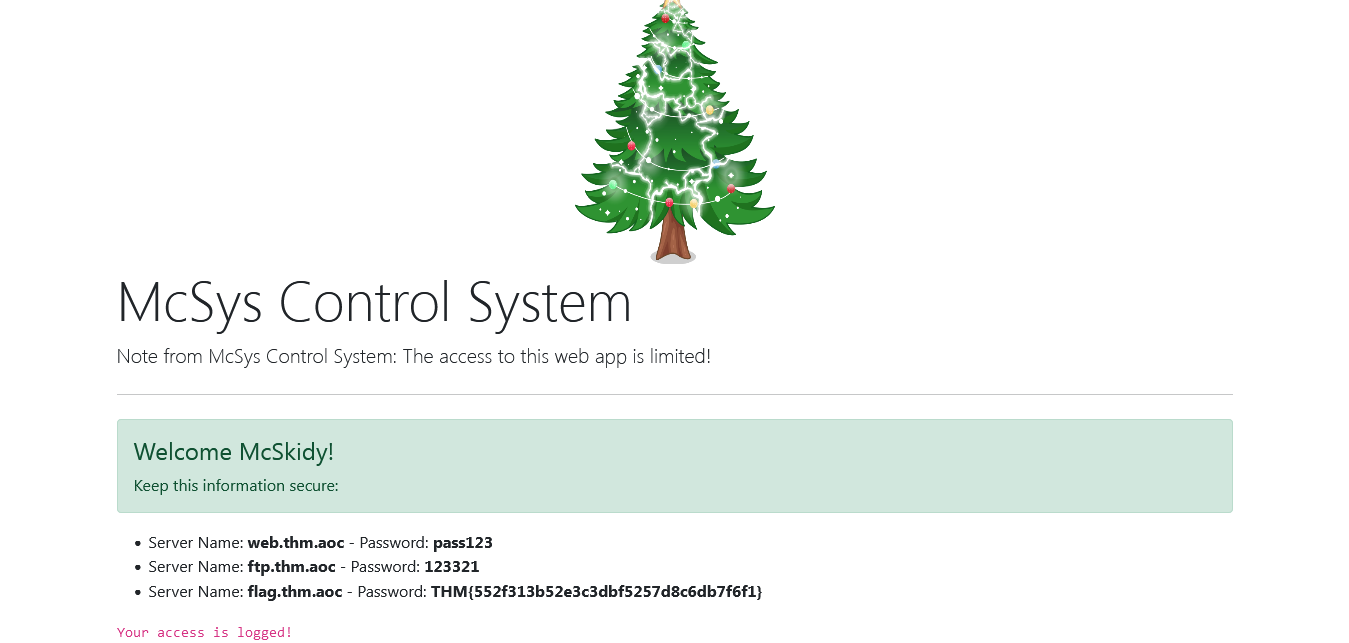 McSys Control System
Note from McSys Control System: The access to this web app is limited!
Welcome McSkidy!
Keep this information secure:
• Server Name: web.thm.aoc - Password: pass123
• Server Name: ftp.thm.aoc - Password: 123321
• Server Name: flag.thm.aoc - Password: THM{552f313b52e3c3dbf5257d8c6db7f6f1}
Your access is logged!